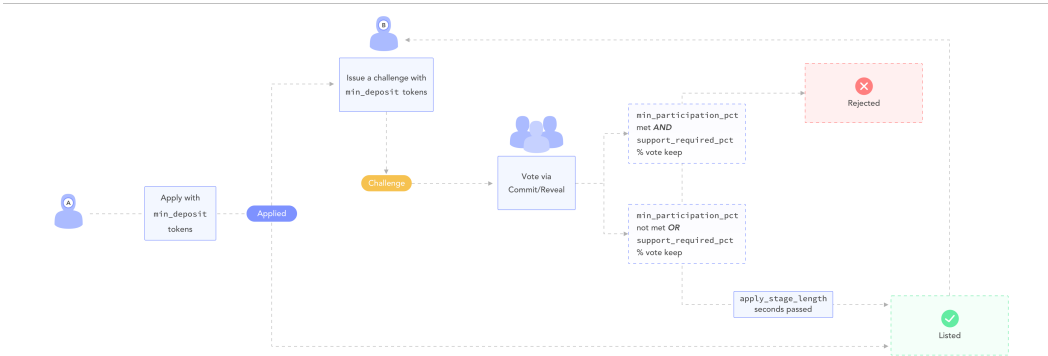 B
Issue a challenge with
min_deposit tokens
Rejected
min_participation_pct
met AND
support_required_pct
% vote keep
Vote via
Commit/Reveal
Challenge
A
Apply with
min_deposit
tokens
Applied
min_participation_pct
not met OR
support_required_pct
% vote keep
apply_stage_length
seconds passed
Listed